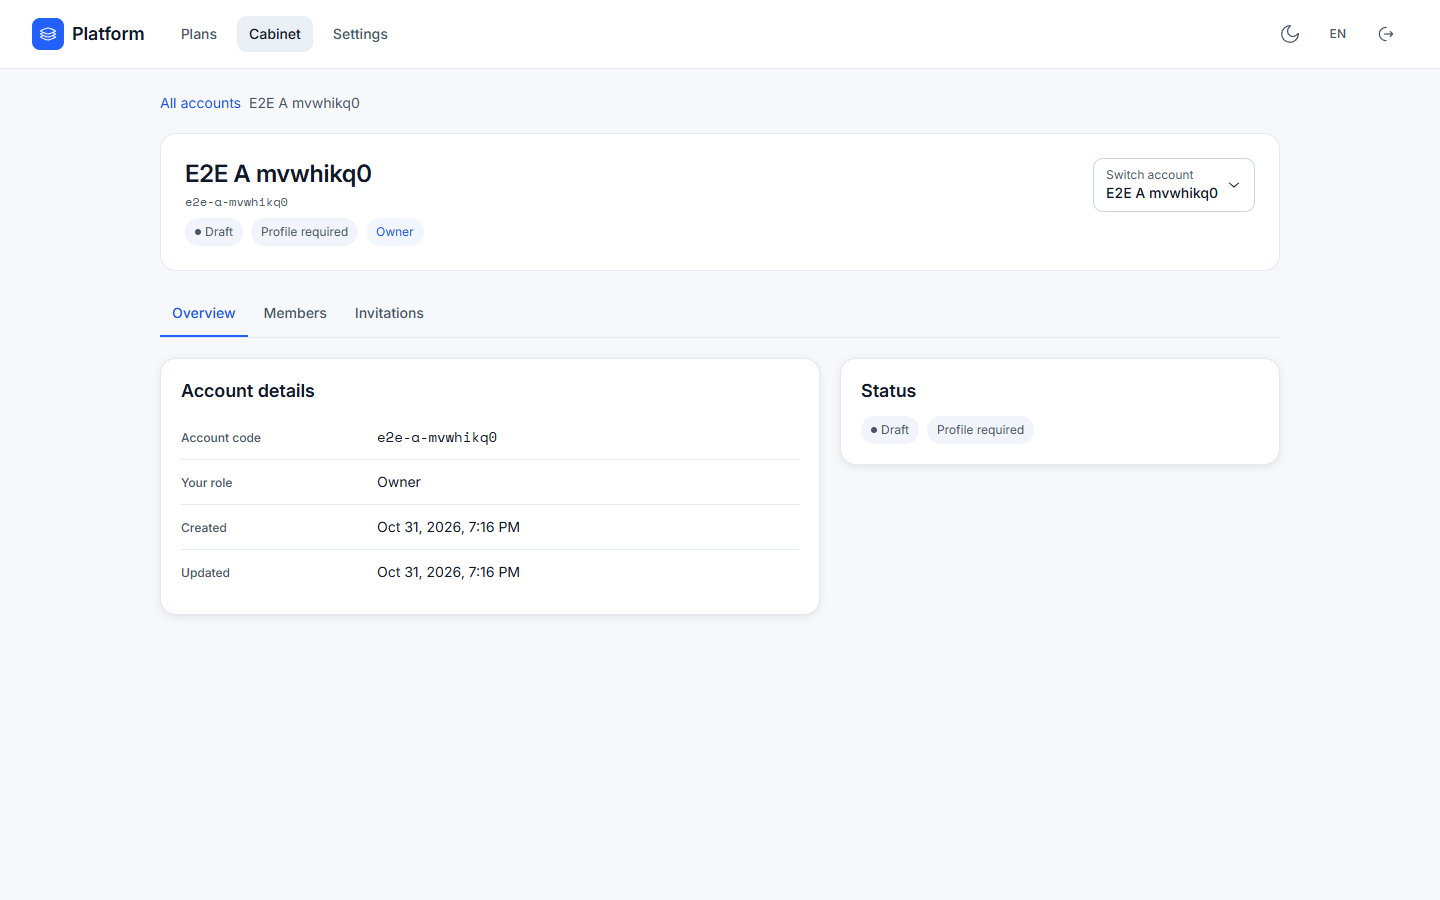 Platform
Plans
Cabinet
Settings
EN
All accounts E2E A mvwhikq0
E2E A mvwhikq0
e2e-a-mvwhikq0
Draft
Profile required
Owner
Switch account
E2E A mvwhikq0
Overview
Members
Invitations
Account details
Account code e2e-a-mvwhikq0
Your role Owner
Created Oct 31, 2026, 7:16 PM
Updated Oct 31, 2026, 7:16 PM
Status
Draft
Profile required